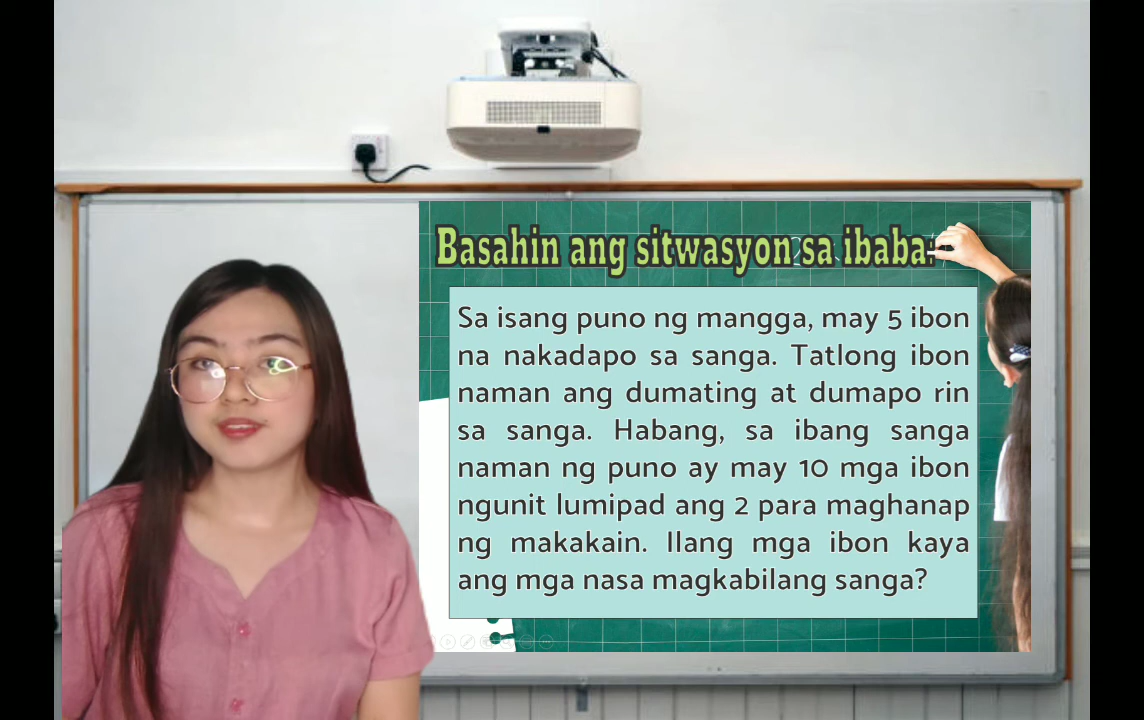 Basahin ang sitwasyon sa ibaba.
Sa isang puno ng mangga, may 5 ibon
na nakadapo sa sanga. Tatlong ibon
naman ang dumating at dumapo rin
sa sanga. Habang, sa ibang sanga
naman ng puno ay may 10 mga ibon
ngunit lumipad ang 2 para maghanap
ng makakain. Ilang mga ibon kaya
ang mga nasa magkabilang sanga?